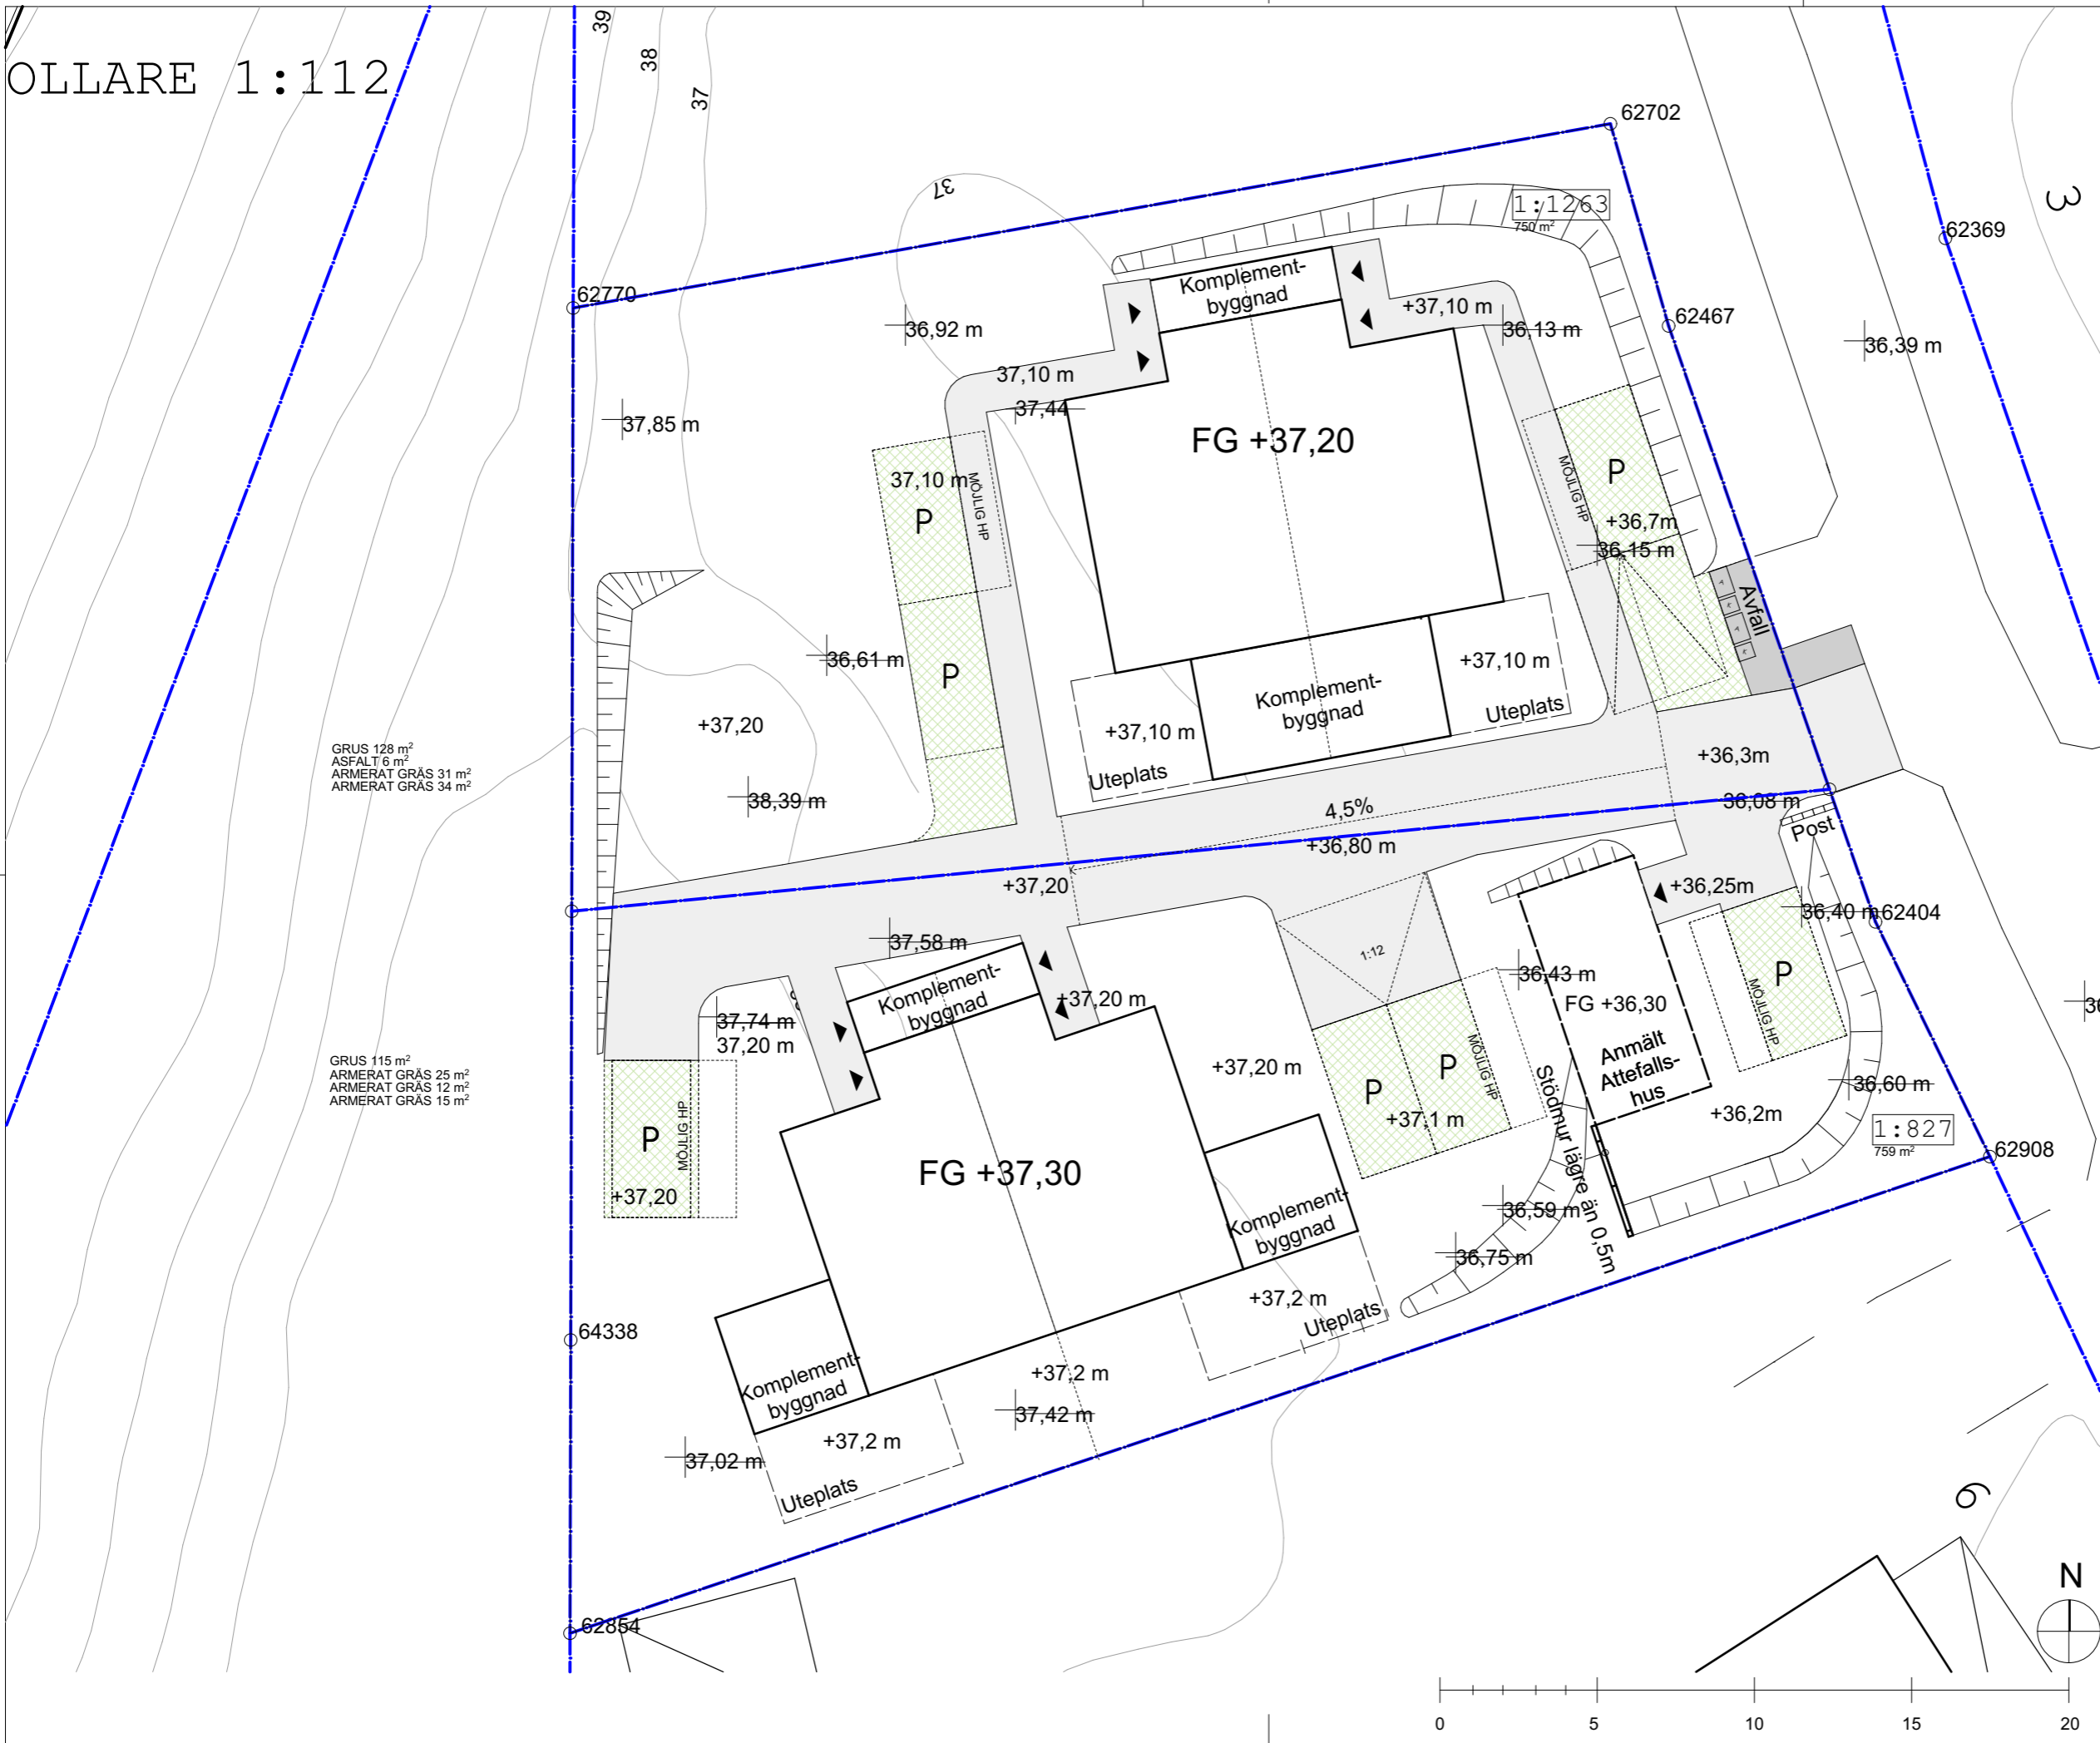 39
38
37
OLLARE 1:112
62702
37
1:1263
750 m²
3
62369
62770
Komplement-
byggnad
+37,10 m
36,92 m
36,13 m
62467
36,39 m
37,10 m
37,44
37,85 m
FG +37,20
37,10 m
MÖJLIG HP
P
MÖJLIG HP
P
+36,7m
36,15 m
Avfall
36,61 m
P
+37,10 m
Komplement-
byggnad
Uteplats
+37,20
+37,10 m
Uteplats
+36,3m
GRUS 128 m²
ASFALT 6 m²
ARMERAT GRÄS 31 m²
ARMERAT GRÄS 34 m²
38,39 m
4,5%
36,08 m
Post
+36,80 m
+37,20
+36,25m
36,40 m
62404
37,58 m
1:12
36,43 m
P
MÖJLIG HP
Komplement-
byggnad
+37,20 m
FG +36,30
37,74 m
37,20 m
Anmält
Attefalls-
hus
GRUS 115 m²
ARMERAT GRÄS 25 m²
ARMERAT GRÄS 12 m²
ARMERAT GRÄS 15 m²
+37,20 m
P
P
MÖJLIG HP
+37,1 m
36,60 m
+36,2m
1:827
759 m²
62908
P
MÖJLIG HP
+37,20
FG +37,30
Stödmur lägre än 0,5m
Komplement-
byggnad
36,59 m
36,75 m
+37,2 m
Uteplats
64338
Komplement-
byggnad
+37,2 m
37,42 m
+37,2 m
37,02 m
Uteplats
6
62854
N
0 5 10 15 20